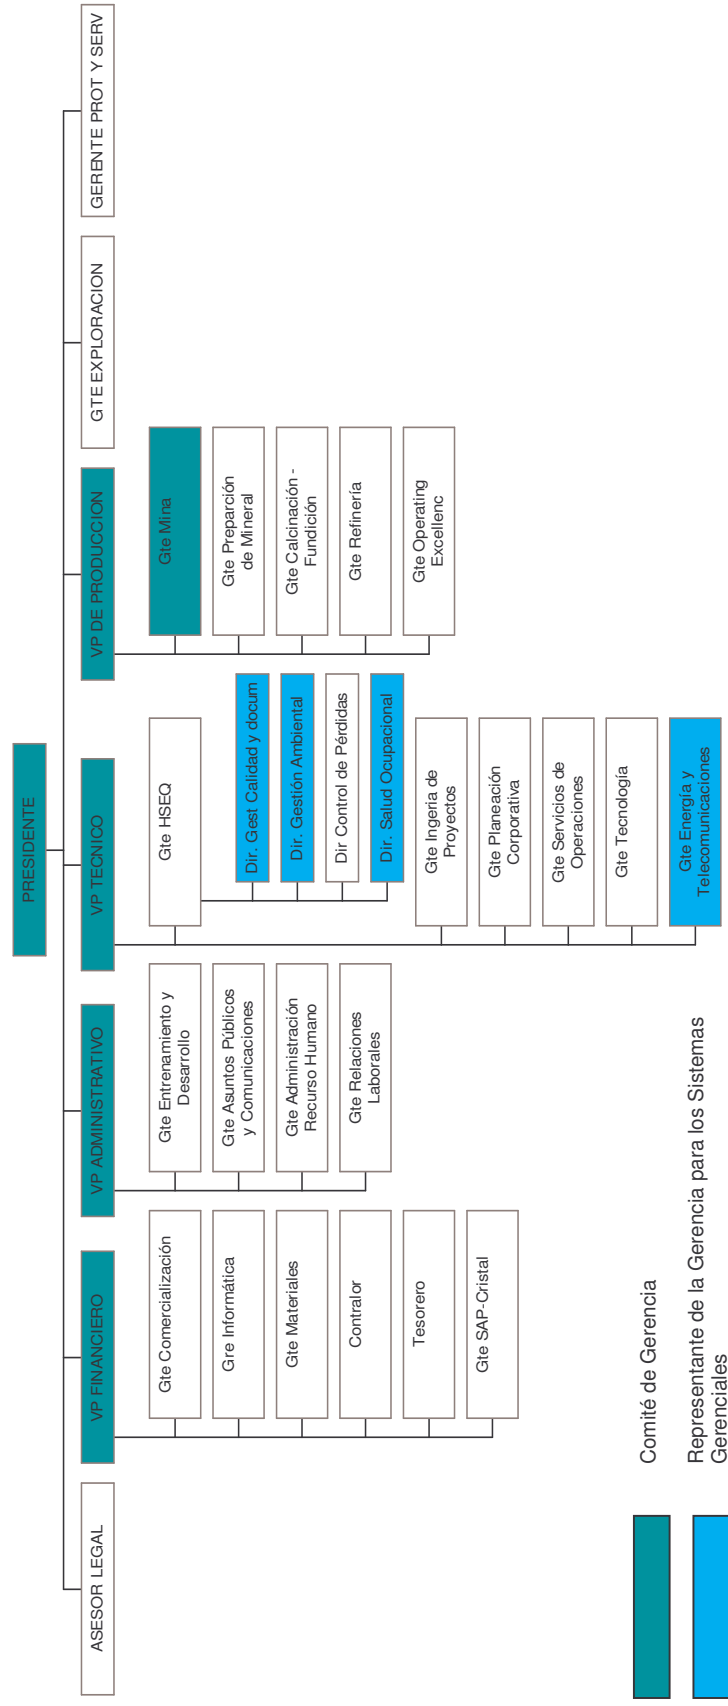 PRESIDENTE
ASESOR LEGAL
VP FINANCIERO
VP ADMINISTRATIVO
VP TECNICO
VP DE PRODUCCION
GTE EXPLORACION
GERENTE PROT Y SERV
Gte Comercialización
Gre Informática
Gte Materiales
Contralor
Tesorero
Gte SAP-Cristal
Gte Entrenamiento y
Desarrollo
Gte Asuntos Públicos
y Comunicaciones
Gte Administración
Recurso Humano
Gte Relaciones
Laborales
Gte HSEQ
Dir. Gest Calidad y docum
Dir. Gestión Ambiental
Dir Control de Pérdidas
Dir. Salud Ocupacional
Gte Ingeria de
Proyectos
Gte Planeación
Corporativa
Gte Servicios de
Operaciones
Gte Tecnología
Gte Energía y
Telecomunicaciones
Gte Mina
Gte Preparción
de Mineral
Gte Calcinación -
Fundición
Gte Refinería
Gte Operating
Excellenc
Comité de Gerencia
Representante de la Gerencia para los Sistemas
Gerenciales